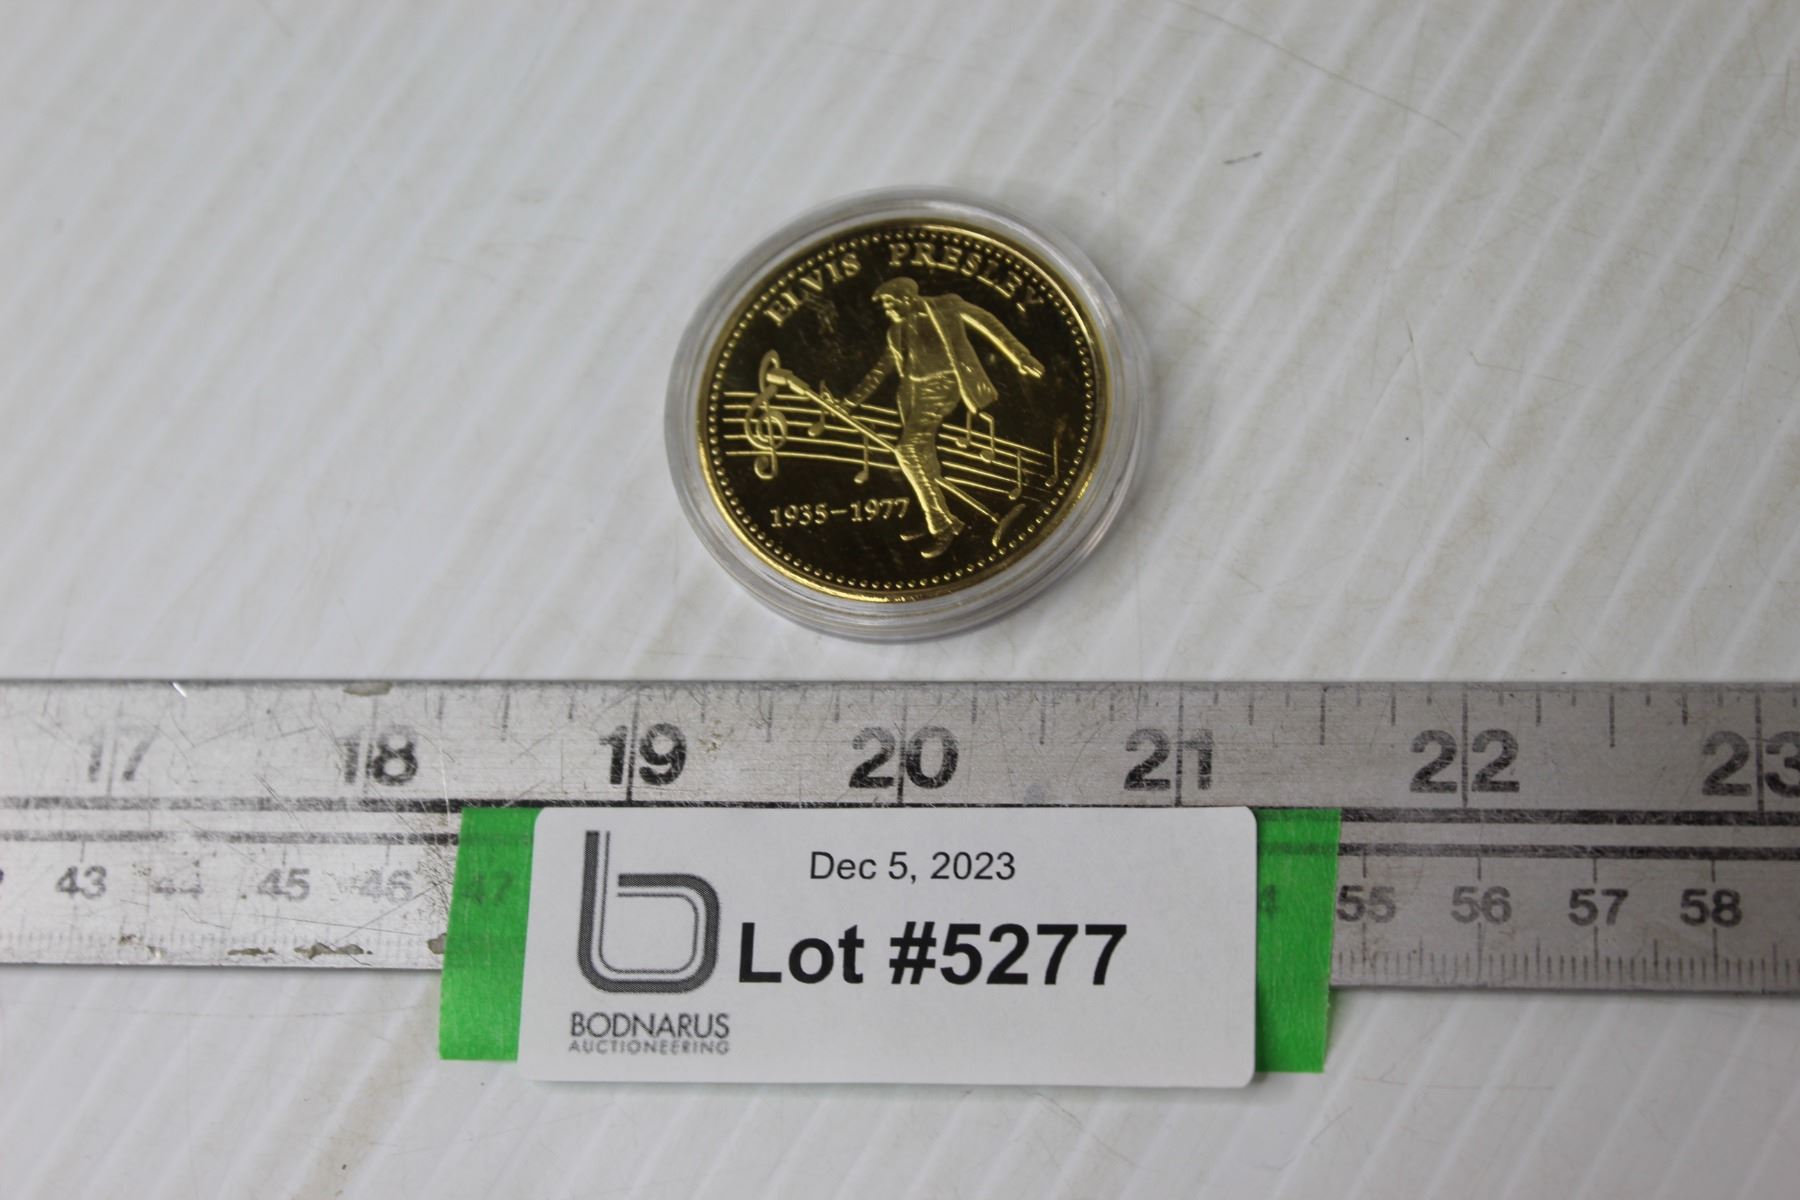 ELVIS PRESLEY
1935-1977
17 18 19 20 21 22 23
43 44 45 46 47 55 56 57 58
Dec 5, 2023
Lot #5277
BODNARUS
AUCTIONEERING